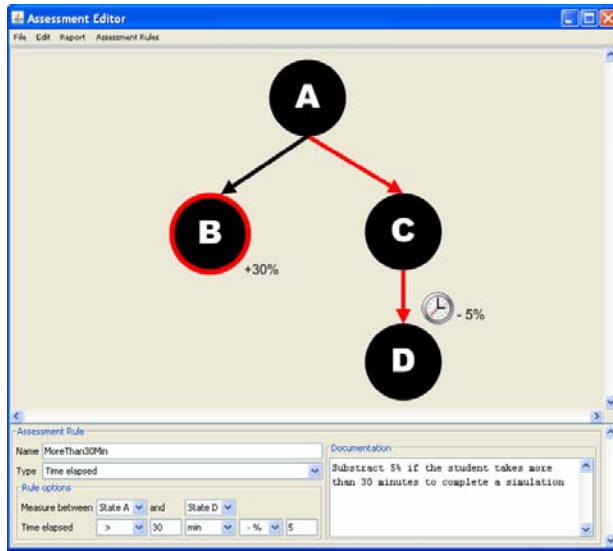 Assessment Editor
File Edit Report Assessment Rules
A
B
C
+30%
- 5%
D
Assessment Rule
Name MoreThan30Min
Type Time elapsed
Rule options
Measure between State A and State D
Time elapsed > 30 min - % 5
Documentation
Substract 5% if the student takes more
than 30 minutes to complete a simulation